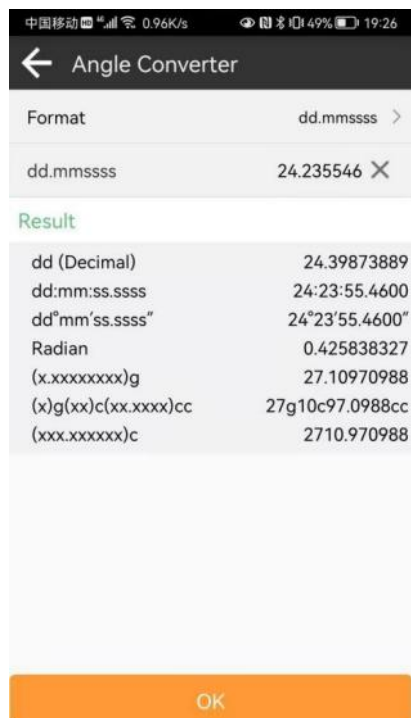 中国移动 HD 4G 0.96K/s 49% 19:26
Angle Converter
Format dd.mmssss >
dd.mmssss 24.235546 ✕
Result
dd (Decimal) 24.39873889
dd:mm:ss.ssss 24:23:55.4600
dd°mm′ss.ssss″ 24°23′55.4600″
Radian 0.425838327
(x.xxxxxxxx)g 27.10970988
(x)g(xx)c(xx.xxxx)cc 27g10c97.0988cc
(xxx.xxxxxx)c 2710.970988
OK